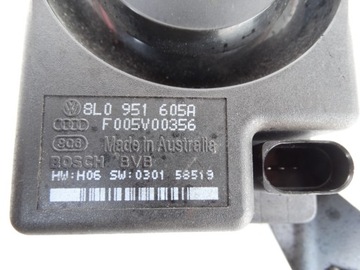 8L0 951 605A
F005V00356
Made in Australia
BOSCH BVB
HW:H06 SW:0301 58519